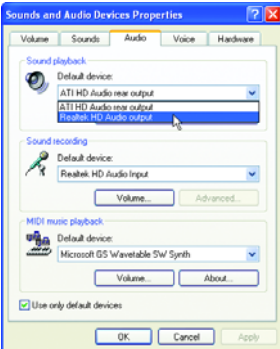 Sounds and Audio Devices Properties
Volume Sounds Audio Voice Hardware
Sound playback
Default device:
ATI HD Audio rear output
ATI HD Audio rear output
Realtek HD Audio output
Sound recording
Default device:
Realtek HD Audio Input
Volume... Advanced...
MIDI music playback
Default device:
Microsoft GS Wavetable SW Synth
Volume... About...
Use only default devices
OK Cancel Apply